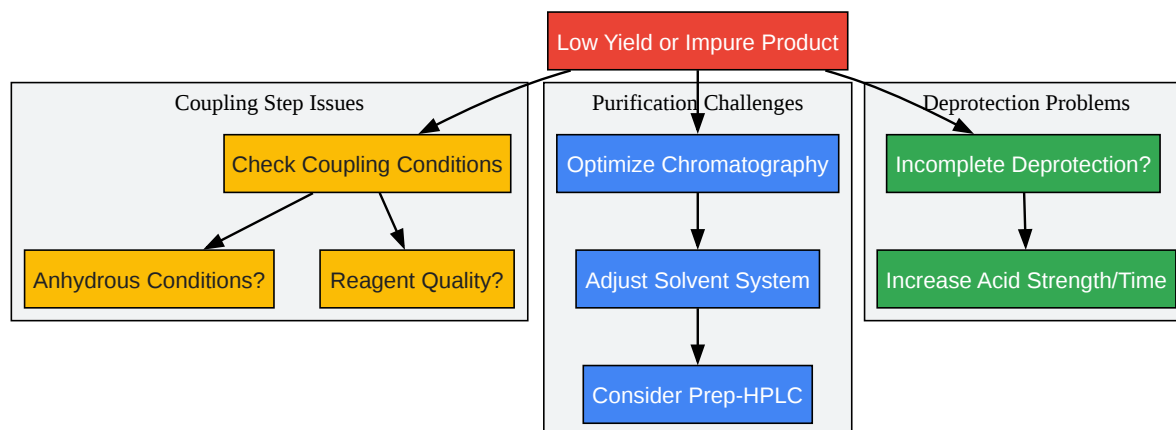 Low Yield or Impure Product
Coupling Step Issues
Purification Challenges
Deprotection Problems
Check Coupling Conditions
Optimize Chromatography
Incomplete Deprotection?
Anhydrous Conditions?
Reagent Quality?
Adjust Solvent System
Increase Acid Strength/Time
Consider Prep-HPLC